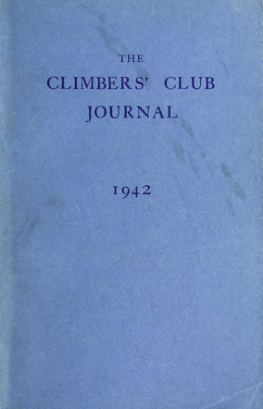 THE
CLIMBERS' CLUB
JOURNAL
1942